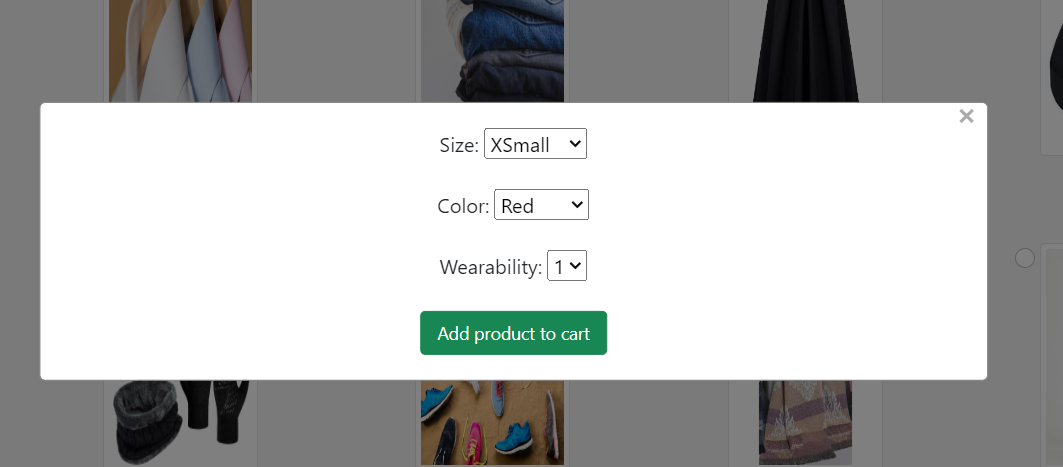 ×
Size: XSmall
Color: Red
Wearability: 1
Add product to cart